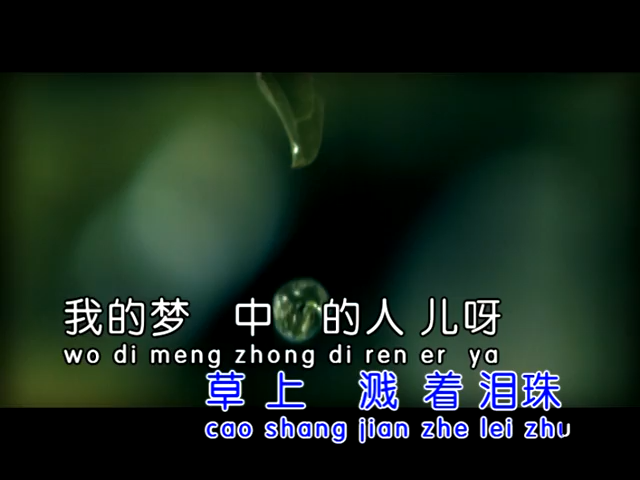 我的梦 中的人儿呀
wo di meng zhong di ren er ya
草上 溅着泪珠
cao shang jian zhe lei zhu